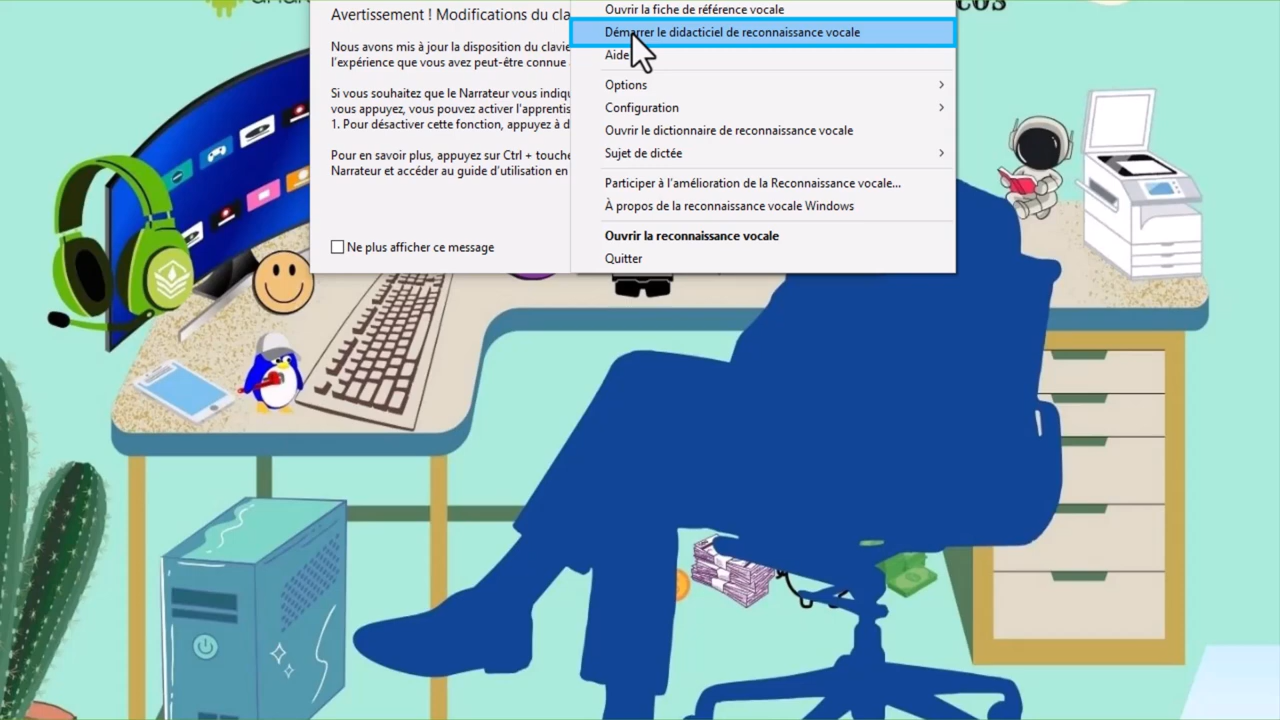 Avertissement ! Modifications du cla
Nous avons mis à jour la disposition du clavie
l'expérience que vous avez peut-être connue
Si vous souhaitez que le Narrateur vous indiqu
vous appuyez, vous pouvez activer l'apprentis
1. Pour désactiver cette fonction, appuyez à d
Pour en savoir plus, appuyez sur Ctrl + touche
Narrateur et accéder au guide d'utilisation en
Ne plus afficher ce message
Ouvrir la fiche de référence vocale
Démarrer le didacticiel de reconnaissance vocale
Aide
Options
Configuration
Ouvrir le dictionnaire de reconnaissance vocale
Sujet de dictée
Participer à l'amélioration de la Reconnaissance vocale...
À propos de la reconnaissance vocale Windows
Ouvrir la reconnaissance vocale
Quitter